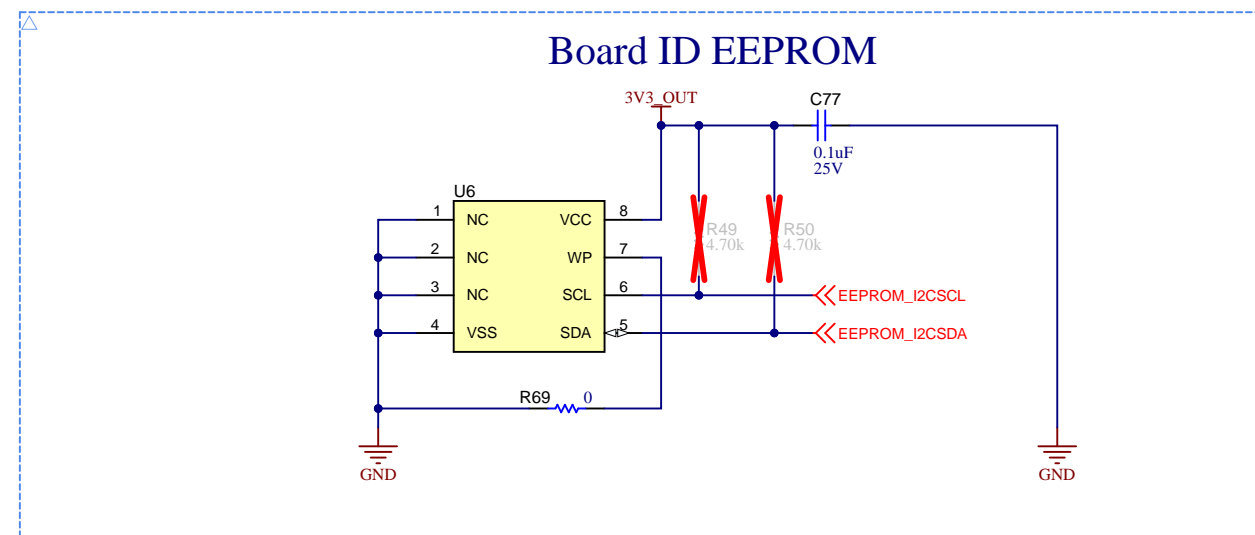 Board ID EEPROM
3V3_OUT
C77
0.1uF
25V
U6
1 NC VCC 8
2 NC WP 7
3 NC SCL 6
4 VSS SDA 5
R49
4.70k
R50
4.70k
EEPROM_I2CSCL
EEPROM_I2CSDA
R69 0
GND
GND